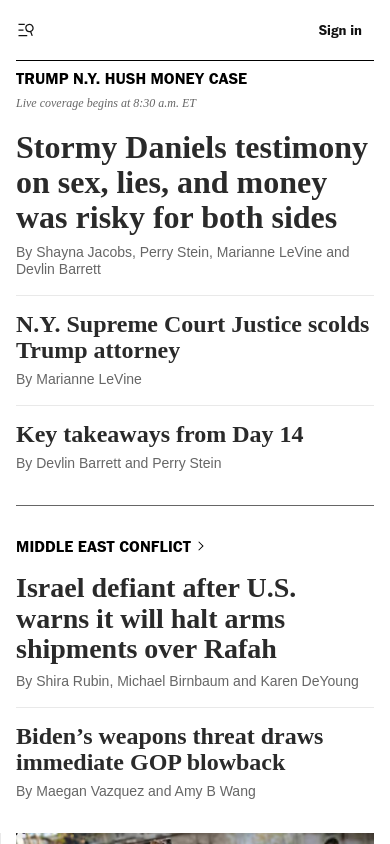 Sign in
TRUMP N.Y. HUSH MONEY CASE
Live coverage begins at 8:30 a.m. ET
Stormy Daniels testimony
on sex, lies, and money
was risky for both sides
By Shayna Jacobs, Perry Stein, Marianne LeVine and
Devlin Barrett
N.Y. Supreme Court Justice scolds
Trump attorney
By Marianne LeVine
Key takeaways from Day 14
By Devlin Barrett and Perry Stein
MIDDLE EAST CONFLICT
Israel defiant after U.S.
warns it will halt arms
shipments over Rafah
By Shira Rubin, Michael Birnbaum and Karen DeYoung
Biden’s weapons threat draws
immediate GOP blowback
By Maegan Vazquez and Amy B Wang